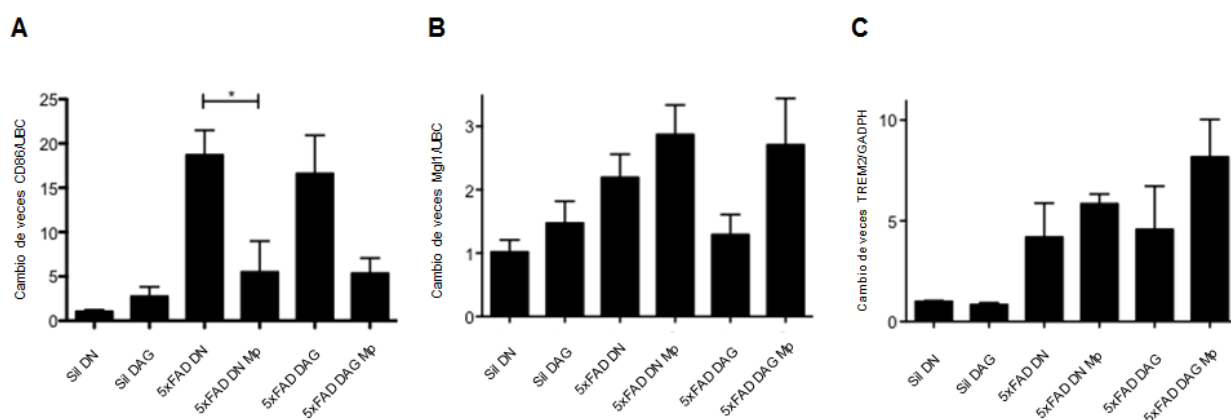 A
Cambio de veces CD86/UBC
25
20
15
10
5
0
*
Sil DN
Sil DAG
5xFAD DN
5xFAD DN Mp
5xFAD DAG
5xFAD DAG Mp
B
Cambio de veces Mgl1/UBC
3
2
1
0
Sil DN
Sil DAG
5xFAD DN
5xFAD DN Mp
5xFAD DAG
5xFAD DAG Mp
C
Cambio de veces TREM2/GADPH
10
5
0
Sil DN
Sil DAG
5xFAD DN
5xFAD DN Mp
5xFAD DAG
5xFAD DAG Mp